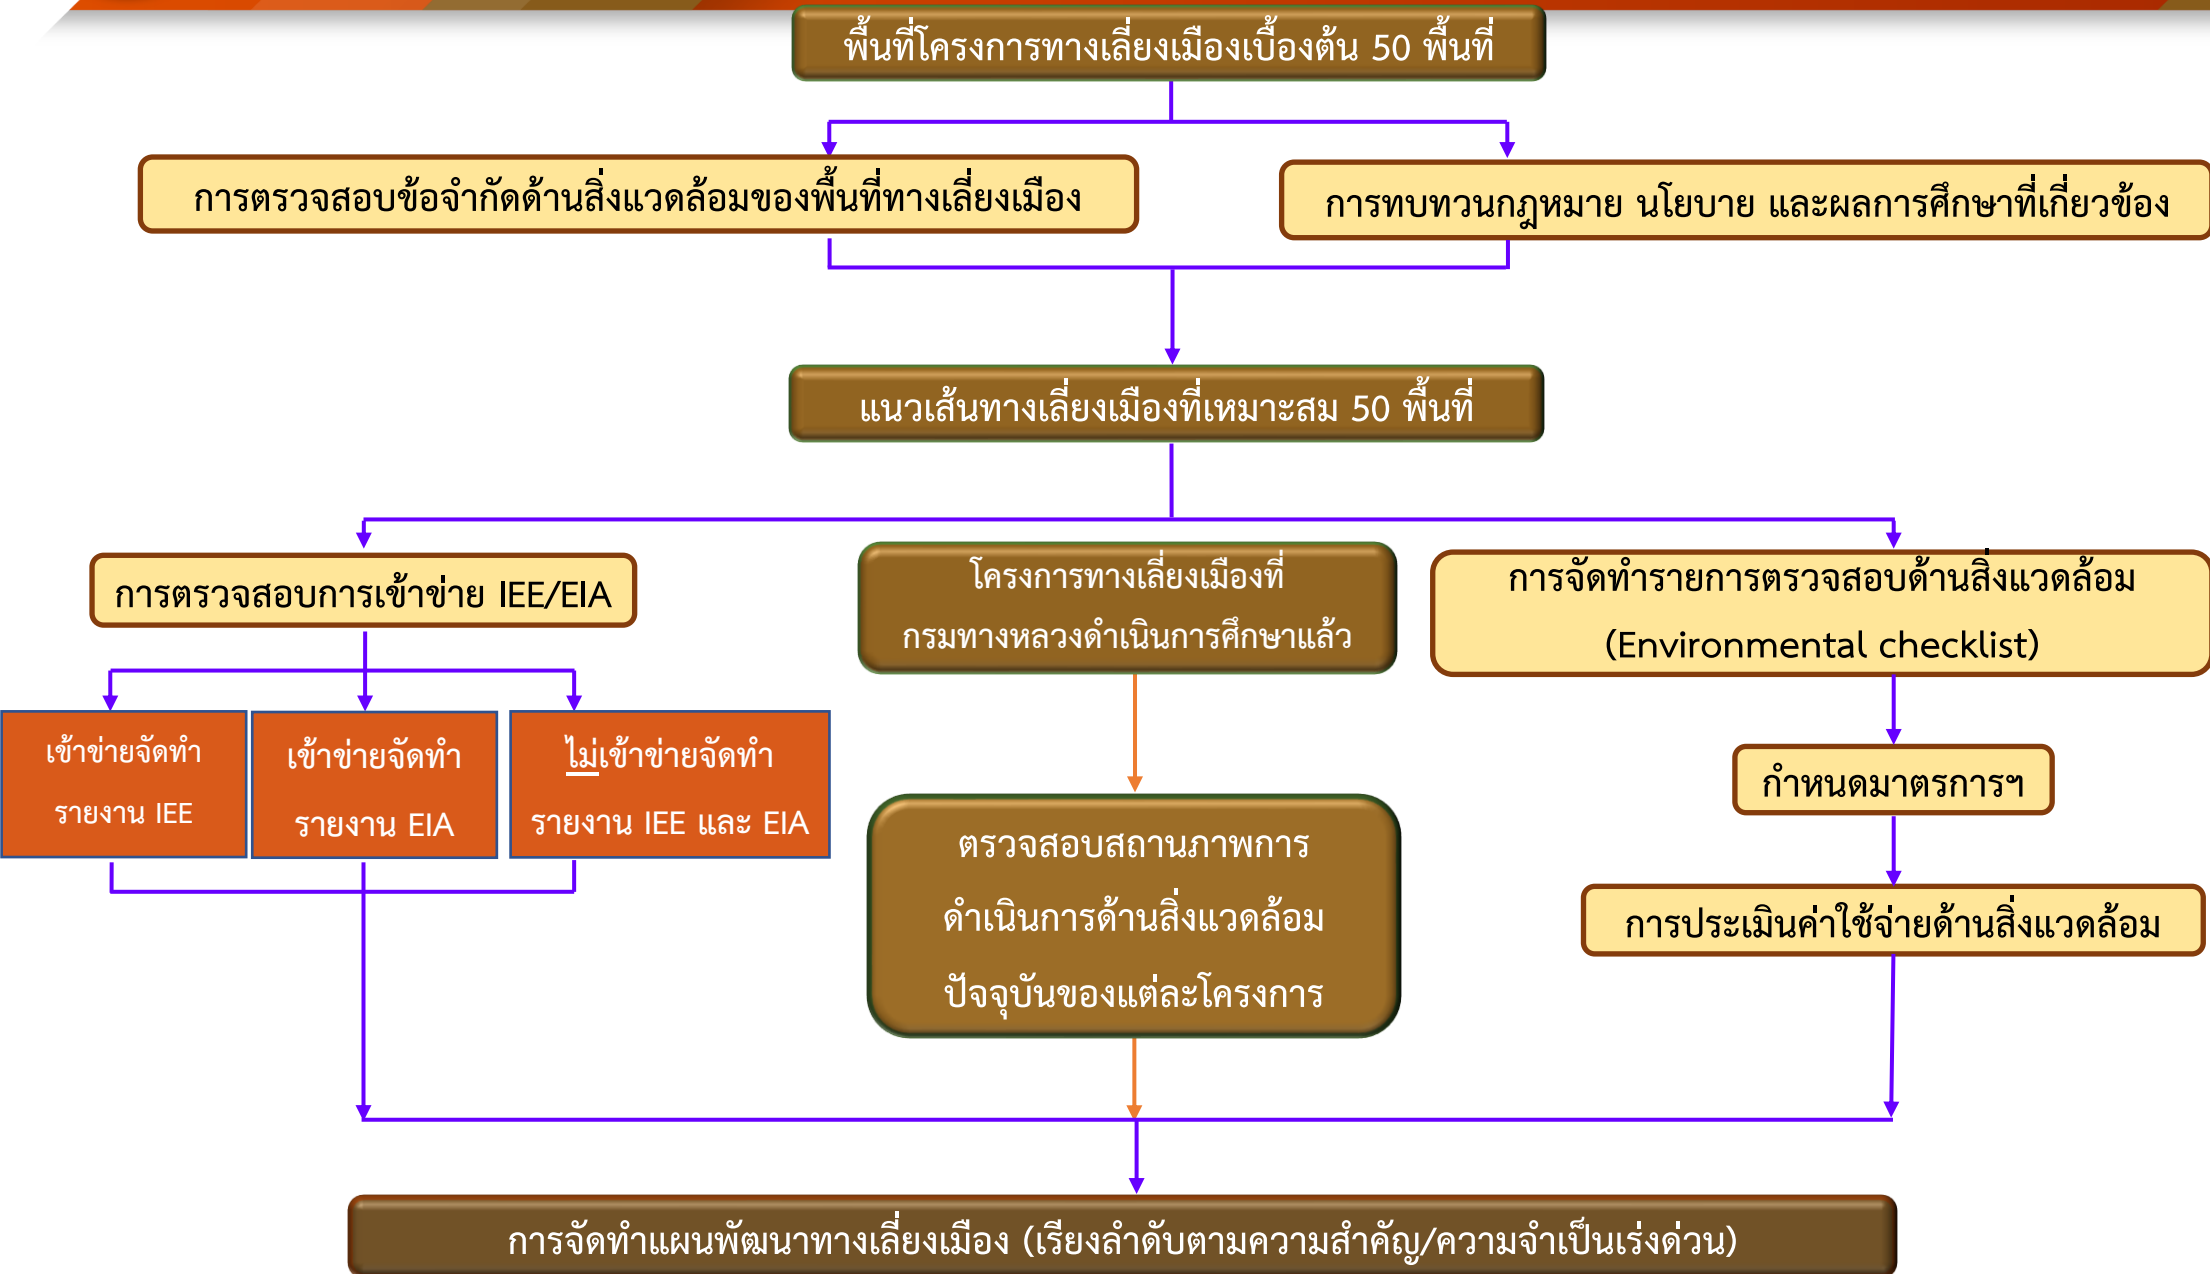 พื้นที่โครงการทางเลี่ยงเมืองเบื้องต้น 50 พื้นที่
การตรวจสอบข้อจำกัดด้านสิ่งแวดล้อมของพื้นที่ทางเลี่ยงเมือง
การทบทวนกฎหมาย นโยบาย และผลการศึกษาที่เกี่ยวข้อง
แนวเส้นทางเลี่ยงเมืองที่เหมาะสม 50 พื้นที่
การตรวจสอบการเข้าข่าย IEE/EIA
โครงการทางเลี่ยงเมืองที่
กรมทางหลวงดำเนินการศึกษาแล้ว
การจัดทำรายการตรวจสอบด้านสิ่งแวดล้อม
(Environmental checklist)
เข้าข่ายจัดทำ
รายงาน IEE
เข้าข่ายจัดทำ
รายงาน EIA
ไม่เข้าข่ายจัดทำ
รายงาน IEE และ EIA
ตรวจสอบสถานภาพการ
ดำเนินการด้านสิ่งแวดล้อม
ปัจจุบันของแต่ละโครงการ
กำหนดมาตรการฯ
การประเมินค่าใช้จ่ายด้านสิ่งแวดล้อม
การจัดทำแผนพัฒนาทางเลี่ยงเมือง (เรียงลำดับตามความสำคัญ/ความจำเป็นเร่งด่วน)